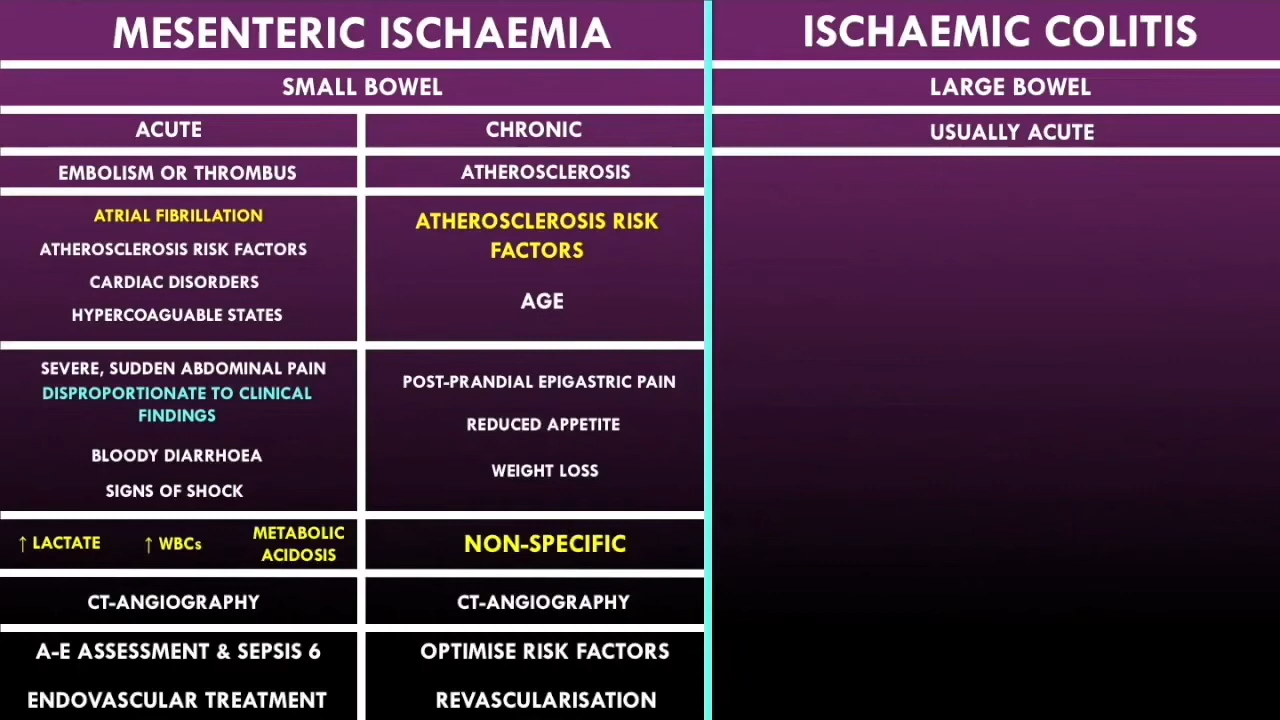 MESENTERIC ISCHAEMIA
ISCHAEMIC COLITIS
SMALL BOWEL
LARGE BOWEL
ACUTE
CHRONIC
USUALLY ACUTE
EMBOLISM OR THROMBUS
ATHEROSCLEROSIS
ATRIAL FIBRILLATION
ATHEROSCLEROSIS RISK FACTORS
CARDIAC DISORDERS
HYPERCOAGUABLE STATES
ATHEROSCLEROSIS RISK
FACTORS
AGE
SEVERE, SUDDEN ABDOMINAL PAIN
DISPROPORTIONATE TO CLINICAL
FINDINGS
BLOODY DIARRHOEA
SIGNS OF SHOCK
POST-PRANDIAL EPIGASTRIC PAIN
REDUCED APPETITE
WEIGHT LOSS
↑ LACTATE
↑ WBCs
METABOLIC
ACIDOSIS
NON-SPECIFIC
CT-ANGIOGRAPHY
CT-ANGIOGRAPHY
A-E ASSESSMENT & SEPSIS 6
ENDOVASCULAR TREATMENT
OPTIMISE RISK FACTORS
REVASCULARISATION